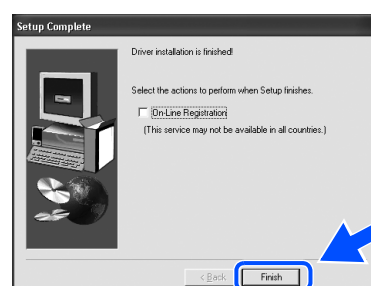 Setup Complete
Driver installation is finished!
Select the actions to perform when Setup finishes.
On-Line Registration
(This service may not be available in all countries.)
< Back
Finish